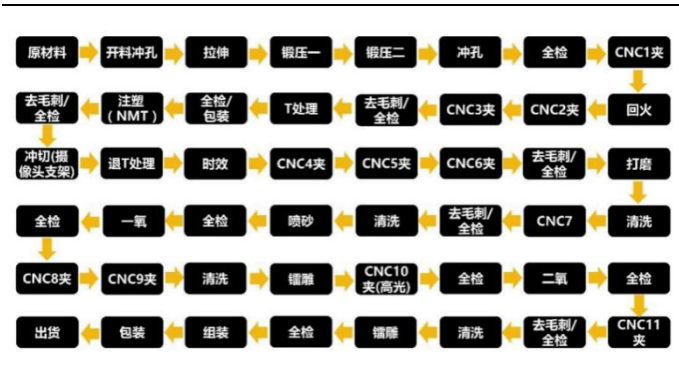 原材料
开料冲孔
拉伸
锻压一
锻压二
冲孔
全检
CNC1夹
回火
CNC2夹
CNC3夹
去毛刺/
全检
T处理
全检/
包装
注塑
（NMT）
去毛刺/
全检
冲切(摄
像头支架)
退T处理
时效
CNC4夹
CNC5夹
CNC6夹
去毛刺/
全检
打磨
清洗
CNC7
去毛刺/
全检
清洗
喷砂
全检
一氧
全检
CNC8夹
CNC9夹
清洗
镭雕
CNC10
夹(高光)
全检
二氧
全检
CNC11
夹
去毛刺/
全检
清洗
镭雕
全检
组装
包装
出货